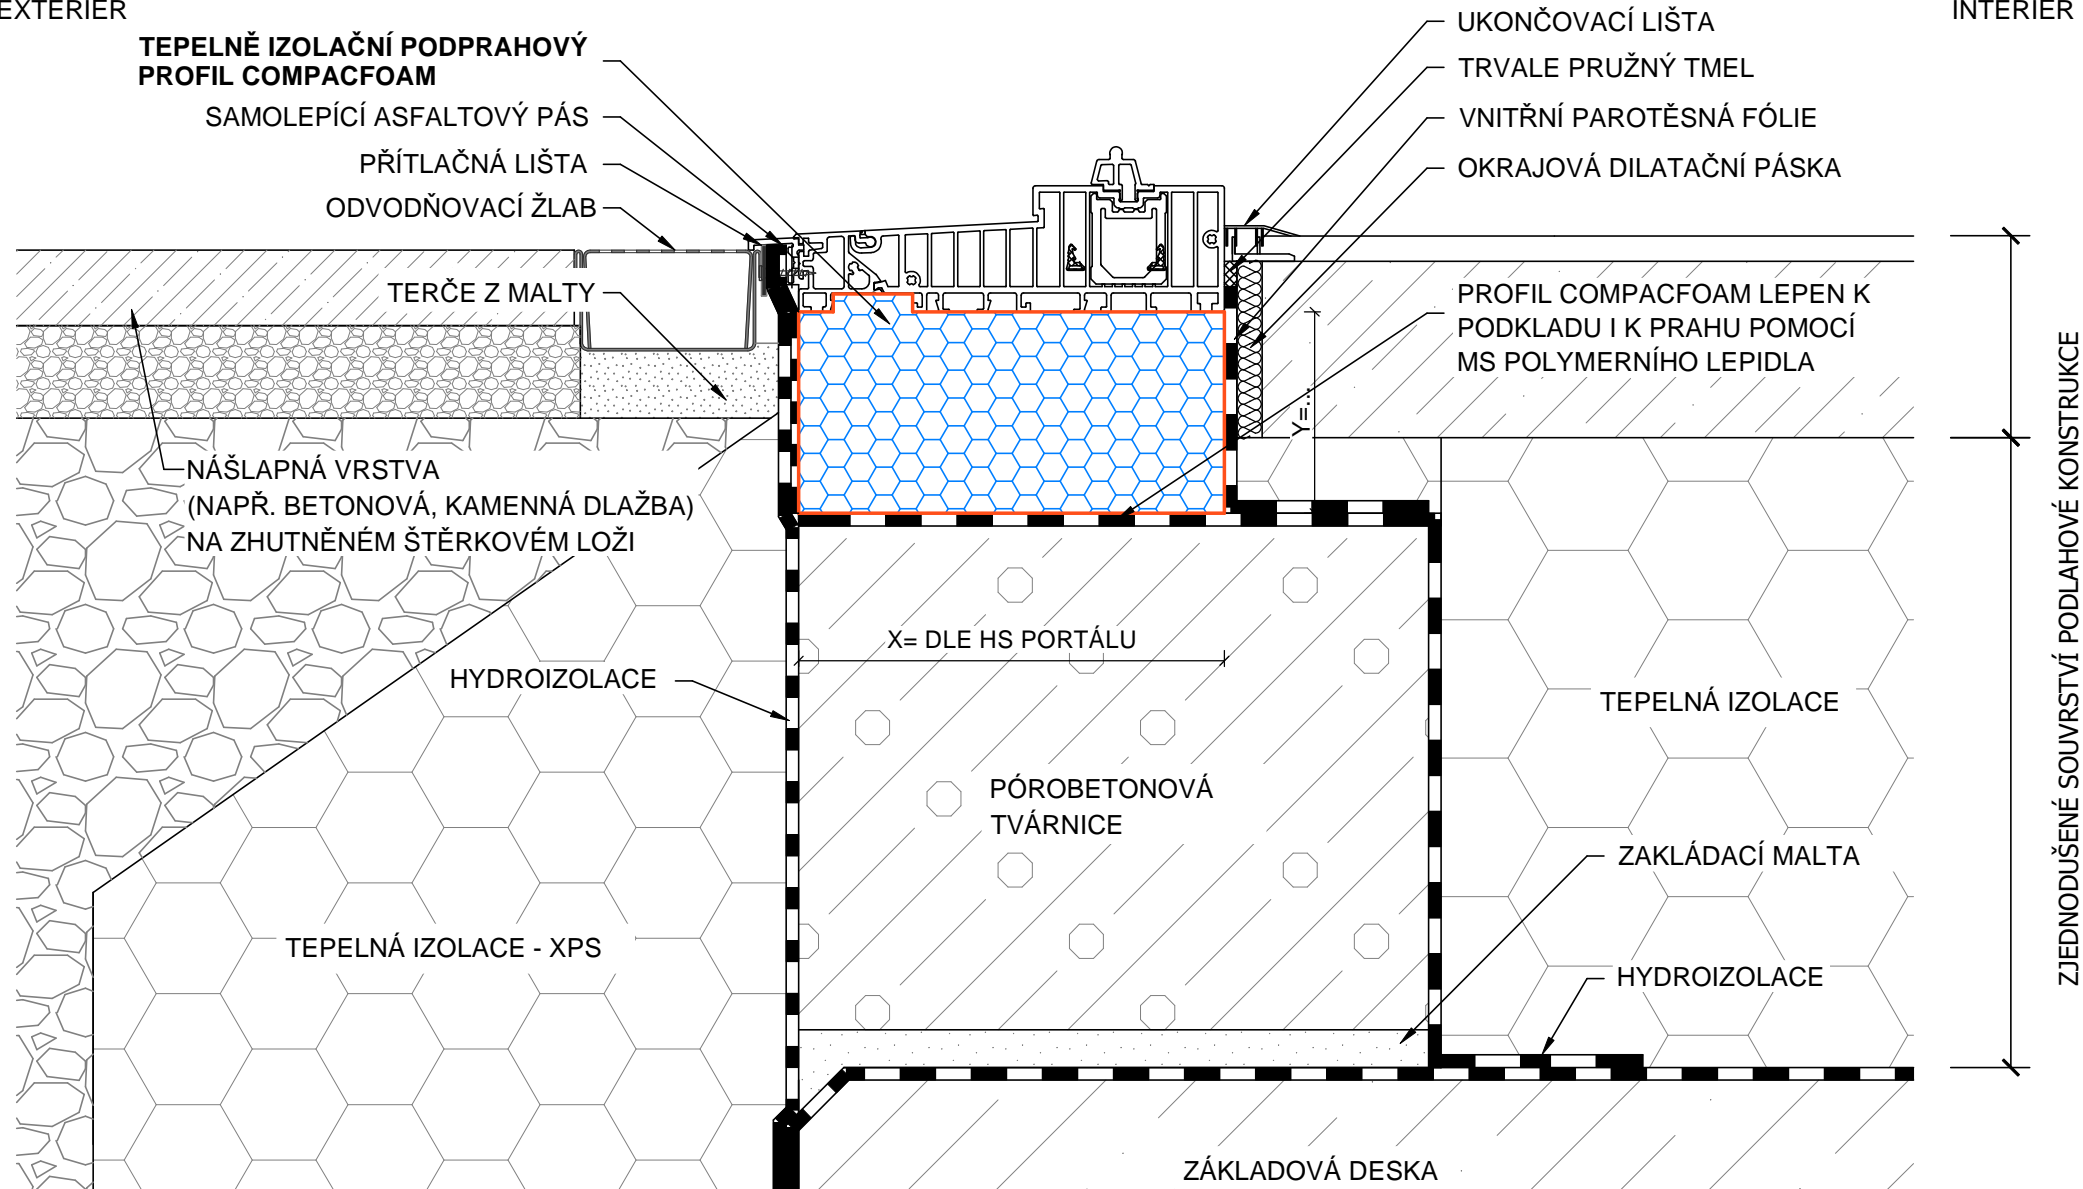 EXTERIÉR
INTERIÉR
TEPELNĚ IZOLAČNÍ PODPRAHOVÝ
PROFIL COMPACFOAM
SAMOLEPÍCÍ ASFALTOVÝ PÁS
PŘÍTLAČNÁ LIŠTA
ODVODŇOVACÍ ŽLAB
TERČE Z MALTY
UKONČOVACÍ LIŠTA
TRVALE PRUŽNÝ TMEL
VNITŘNÍ PAROTĚSNÁ FÓLIE
OKRAJOVÁ DILATAČNÍ PÁSKA
PROFIL COMPACFOAM LEPEN K
PODKLADU I K PRAHU POMOCÍ
MS POLYMERNÍHO LEPIDLA
Y=...
NÁŠLAPNÁ VRSTVA
(NAPŘ. BETONOVÁ, KAMENNÁ DLAŽBA)
NA ZHUTNĚNÉM ŠTĚRKOVÉM LOŽI
X= DLE HS PORTÁLU
HYDROIZOLACE
TEPELNÁ IZOLACE
PÓROBETONOVÁ
TVÁRNICE
ZAKLÁDACÍ MALTA
TEPELNÁ IZOLACE - XPS
HYDROIZOLACE
ZÁKLADOVÁ DESKA
ZJEDNODUŠENÉ SOUVRSTVÍ PODLAHOVÉ KONSTRUKCE